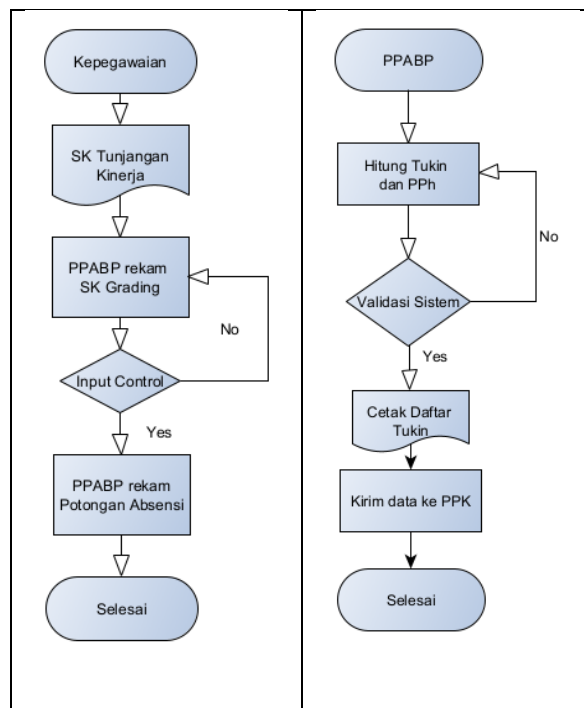 Kepegawaian
SK Tunjangan
Kinerja
PPABP rekam
SK Grading
No
Input Control
Yes
PPABP rekam
Potongan Absensi
Selesai
PPABP
Hitung Tukin
dan PPh
No
Validasi Sistem
Yes
Cetak Daftar
Tukin
Kirim data ke PPK
Selesai